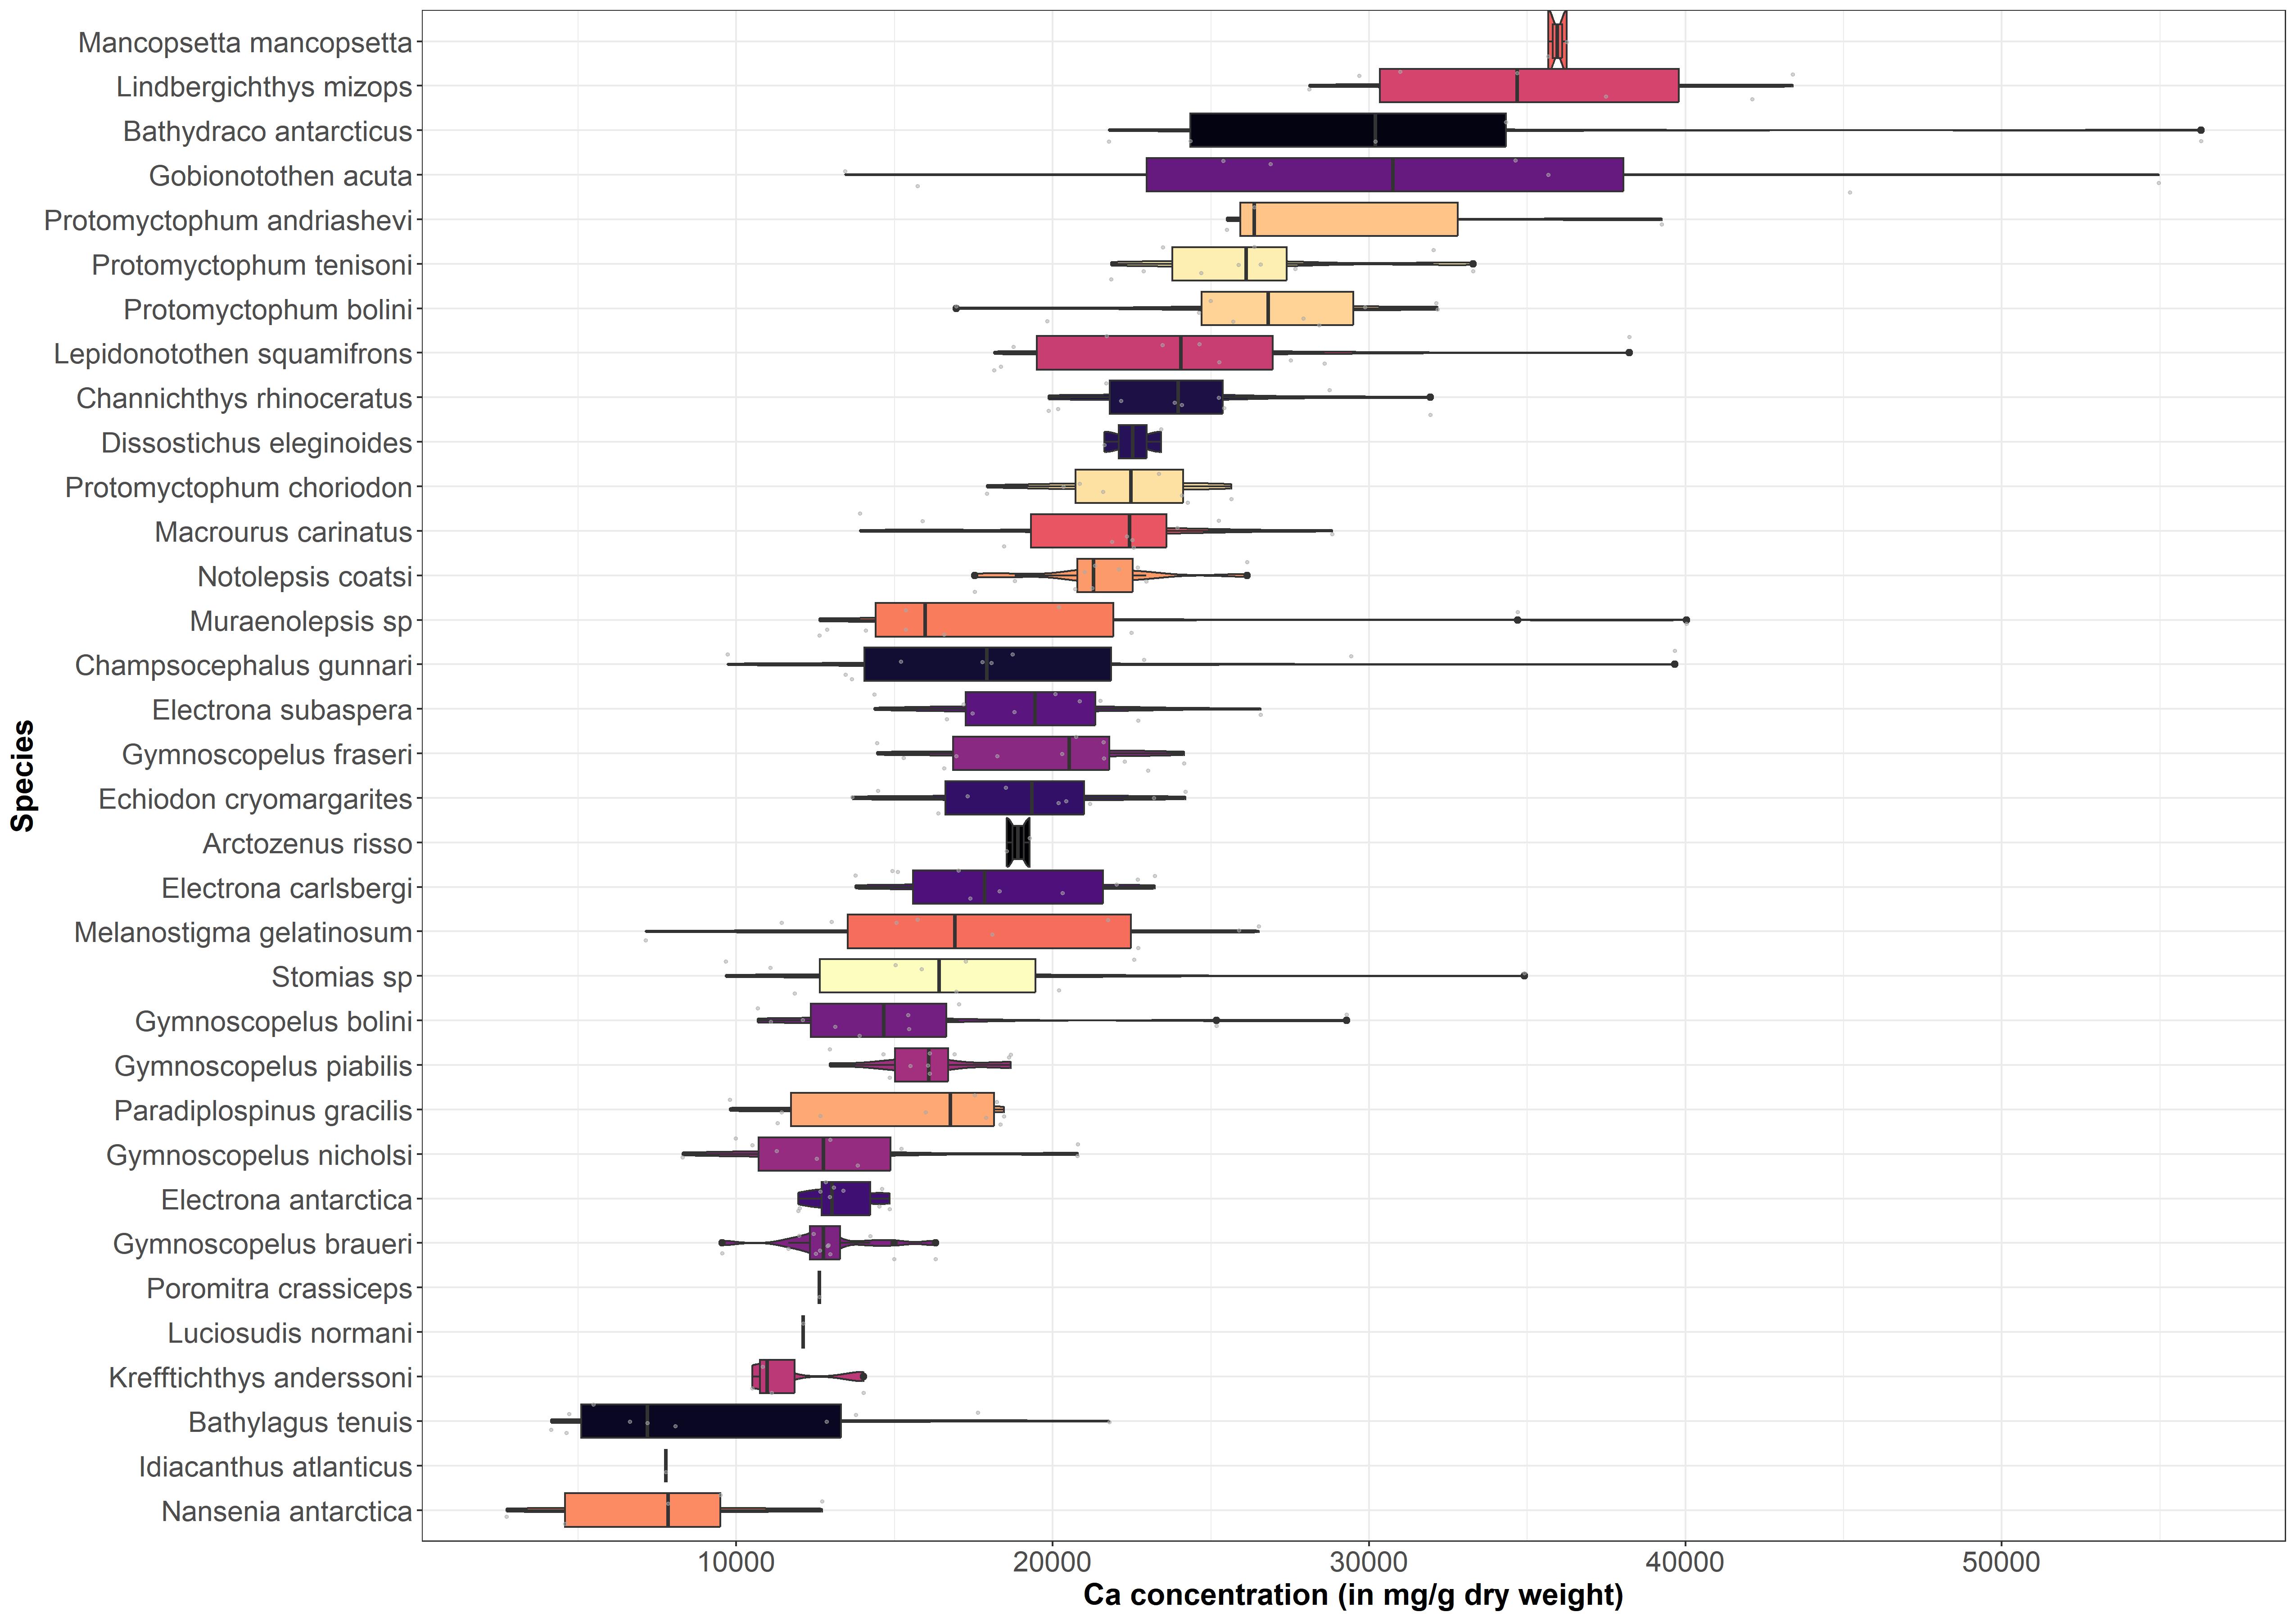 Mancopsetta mancopsetta
Lindbergichthys mizops
Bathydraco antarcticus
Gobionotothen acuta
Protomyctophum andriashevi
Protomyctophum tenisoni
Protomyctophum bolini
Lepidonotothen squamifrons
Channichthys rhinoceratus
Dissostichus eleginoides
Protomyctophum choriodon
Macrourus carinatus
Notolepsis coatsi
Muraenolepsis sp
Champsocephalus gunnari
Electrona subaspera
Gymnoscopelus fraseri
Echiodon cryomargarites
Arctozenus risso
Electrona carlsbergi
Melanostigma gelatinosum
Stomias sp
Gymnoscopelus bolini
Gymnoscopelus piabilis
Paradiplospinus gracilis
Gymnoscopelus nicholsi
Electrona antarctica
Gymnoscopelus braueri
Poromitra crassiceps
Luciosudis normani
Krefftichthys anderssoni
Bathylagus tenuis
Idiacanthus atlanticus
Nansenia antarctica
Species
10000 20000 30000 40000 50000
Ca concentration (in mg/g dry weight)